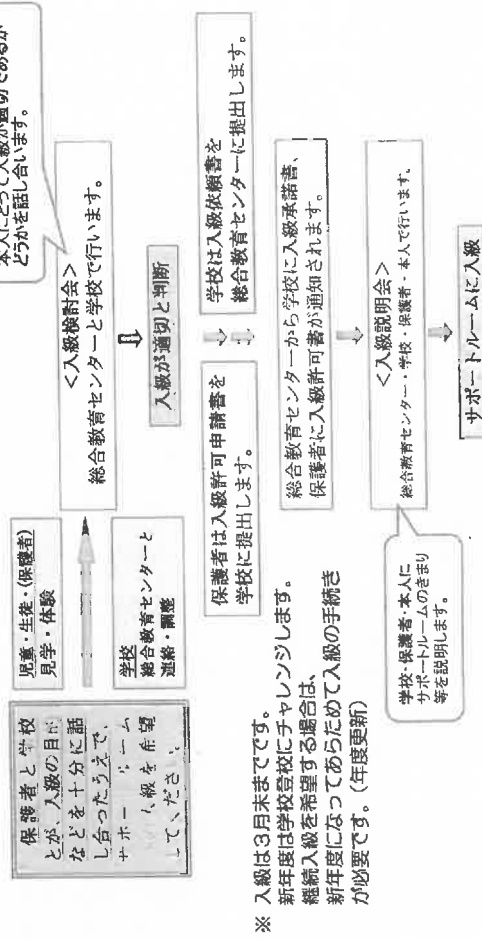 保護者と学校
とが、入級の目的
などを十分に話
し合ったうえで、
サポートルーム
入級を希望
してください。
児童・生徒・(保護者)
見学・体験
学校
総合教育センターと
連絡・調整
本人にとって入級が適切であるか
どうかを話し合います。
<入級検討会>
総合教育センターと学校で行います。
入級が適切と判断
保護者は入級許可申請書を
学校に提出します。
学校は入級依頼書を
総合教育センターに提出します。
総合教育センターから学校に入級承諾書、
保護者に入級許可書が通知されます。
<入級説明会>
総合教育センター・学校・保護者・本人で行います。
学校・保護者・本人に
サポートルームのきまり
等を説明します。
サポートルームに入級
※ 入級は3月末までです。
新年度は学校登校にチャレンジします。
継続入級を希望する場合は、
新年度になってあらためて入級の手続き
が必要です。(年度更新)